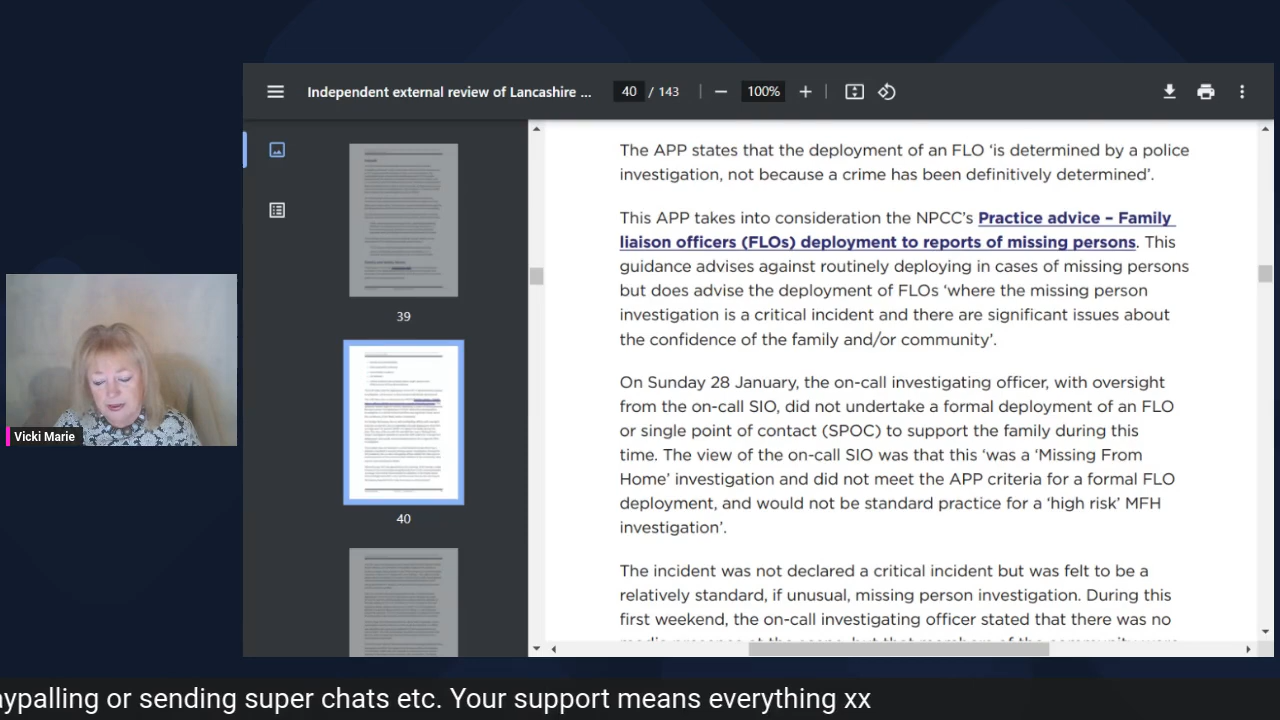 Independent external review of Lancashire ...
40 / 143
100%
The APP states that the deployment of an FLO ‘is determined by a police
investigation, not because a crime has been definitively determined’.
This APP takes into consideration the NPCC’s Practice advice – Family
liaison officers (FLOs) deployment to reports of missing persons. This
guidance advises against routinely deploying in cases of missing persons
but does advise the deployment of FLOs ‘where the missing person
investigation is a critical incident and there are significant issues about
the confidence of the family and/or community’.
On Sunday 28 January, the on-call investigating officer, with oversight
from the on-call SIO, did not undertake a formal deployment of an FLO
or single point of contact (SPOC) to support the family during this
time. The view of the on-call SIO was that this ‘was a ‘Missing From
Home’ investigation and did not meet the APP criteria for a formal FLO
deployment, and would not be standard practice for a ‘high risk’ MFH
investigation’.
The incident was not declared a critical incident but was felt to be a
relatively standard, if unusual, missing person investigation. During this
first weekend, the on-call investigating officer stated that there was no
39
40
Vicki Marie
aypalling or sending super chats etc. Your support means everything xx